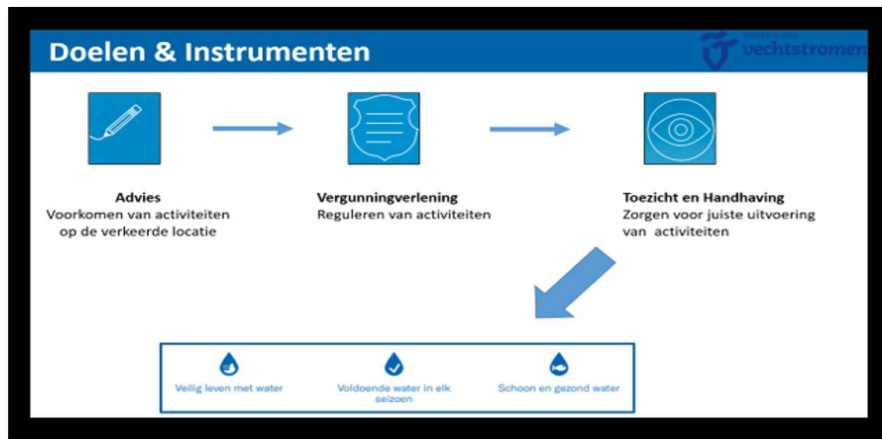 Doelen & Instrumenten
vechtstromen
Advies
Voorkomen van activiteiten
op de verkeerde locatie
Vergunningverlening
Reguleren van activiteiten
Toezicht en Handhaving
Zorgen voor juiste uitvoering
van activiteiten
Veilig leven met water
Voldoende water in elk
seizoen
Schoon en gezond water